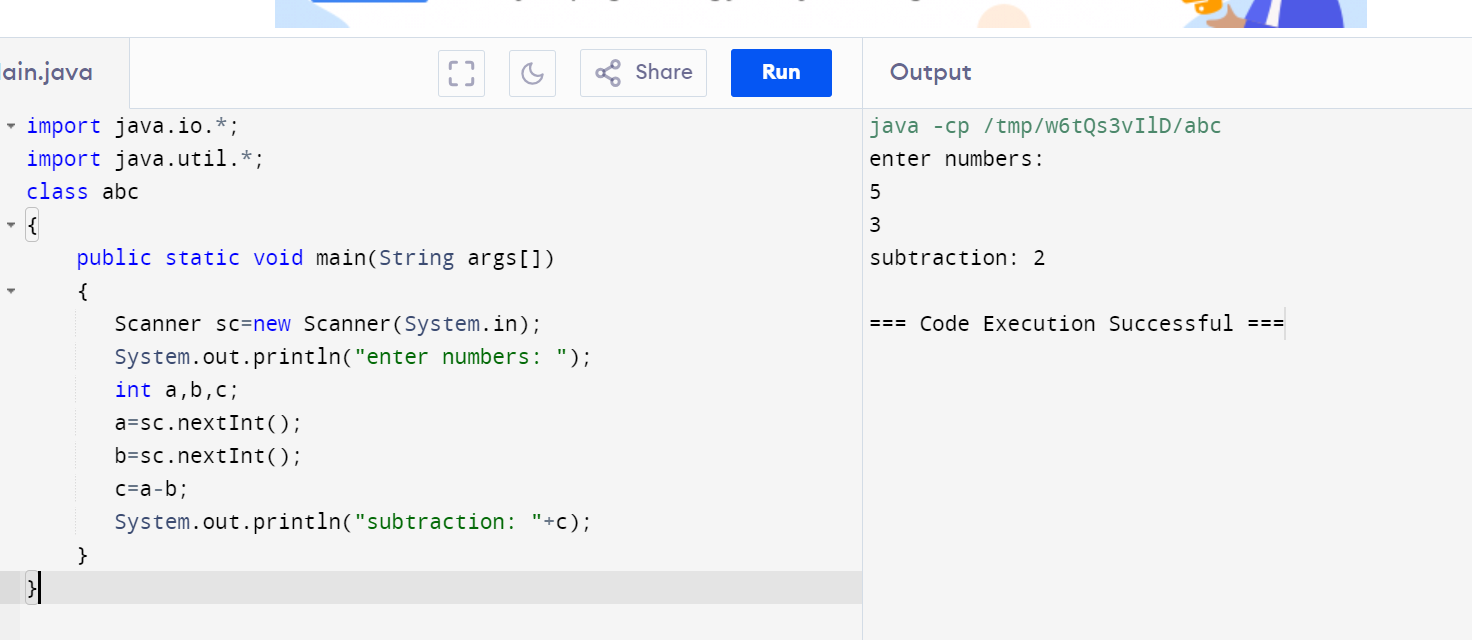 ain.java
Share
Run
Output
import java.io.*;
import java.util.*;
class abc
{
public static void main(String args[])
{
Scanner sc=new Scanner(System.in);
System.out.println("enter numbers: ");
int a,b,c;
a=sc.nextInt();
b=sc.nextInt();
c=a-b;
System.out.println("subtraction: "+c);
}
}
java -cp /tmp/w6tQs3vIlD/abc
enter numbers:
5
3
subtraction: 2
=== Code Execution Successful ===